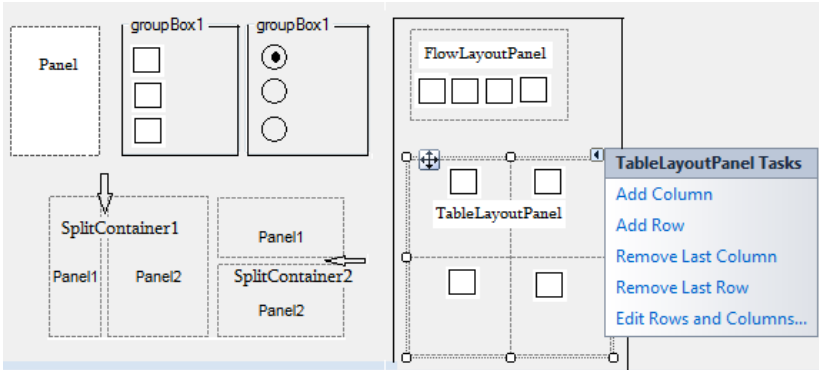 Panel
groupBox1
groupBox1
SplitContainer1
Panel1
Panel2
Panel1
SplitContainer2
Panel2
FlowLayoutPanel
TableLayoutPanel
TableLayoutPanel Tasks
Add Column
Add Row
Remove Last Column
Remove Last Row
Edit Rows and Columns...